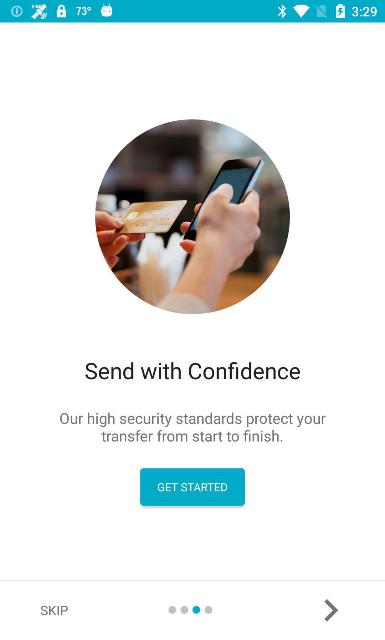 73° 3:29
Send with Confidence
Our high security standards protect your
transfer from start to finish.
GET STARTED
SKIP